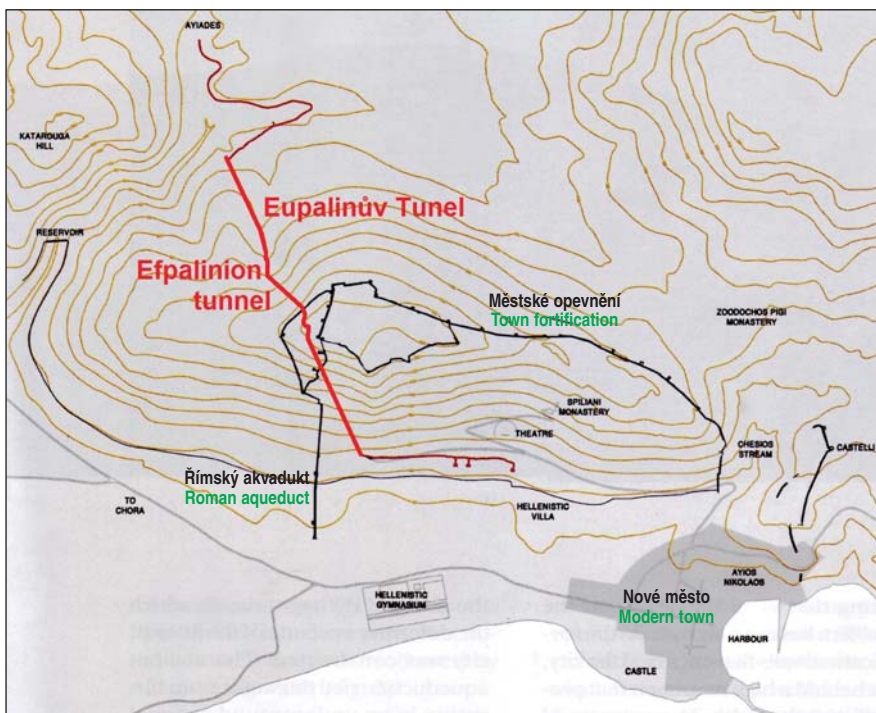 AYIADES
KATAROUGA
HILL
Eupalinův Tunel
RESERVOIR
Efpalinion
tunnel
Městské opevnění
Town fortification
ZOODOCHOS PIGI
MONASTERY
SPILIANI
MONASTERY
THEATRE
CHESIOS
STREAM
CASTELLI
Římský akvadukt
Roman aqueduct
TO
CHORA
HELLENISTIC
VILLA
AYIOS
NIKOLAOS
HELLENISTIC
GYMNASIUM
Nové město
Modern town
HARBOUR
CASTLE